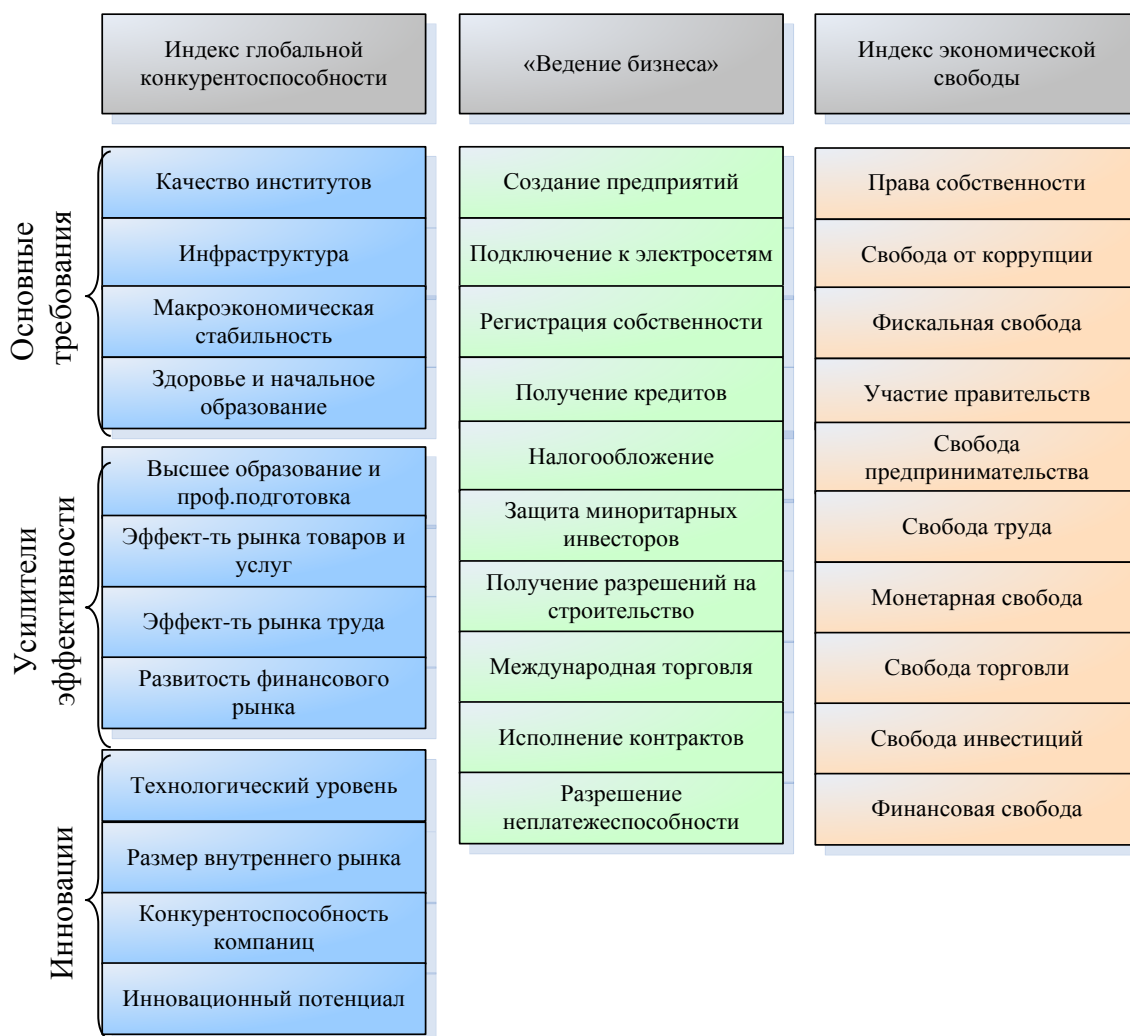 Индекс глобальной
конкурентоспособности
«Ведение бизнеса»
Индекс экономической
свободы
Основные
требования
Качество институтов
Инфраструктура
Макроэкономическая
стабильность
Здоровье и начальное
образование
Усилители
эффективности
Высшее образование и
проф.подготовка
Эффект-ть рынка товаров и
услуг
Эффект-ть рынка труда
Развитость финансового
рынка
Инновации
Технологический уровень
Размер внутреннего рынка
Конкурентоспособность
компаниц
Инновационный потенциал
Создание предприятий
Подключение к электросетям
Регистрация собственности
Получение кредитов
Налогообложение
Защита миноритарных
инвесторов
Получение разрешений на
строительство
Международная торговля
Исполнение контрактов
Разрешение
неплатежеспособности
Права собственности
Свобода от коррупции
Фискальная свобода
Участие правительств
Свобода
предпринимательства
Свобода труда
Монетарная свобода
Свобода торговли
Свобода инвестиций
Финансовая свобода